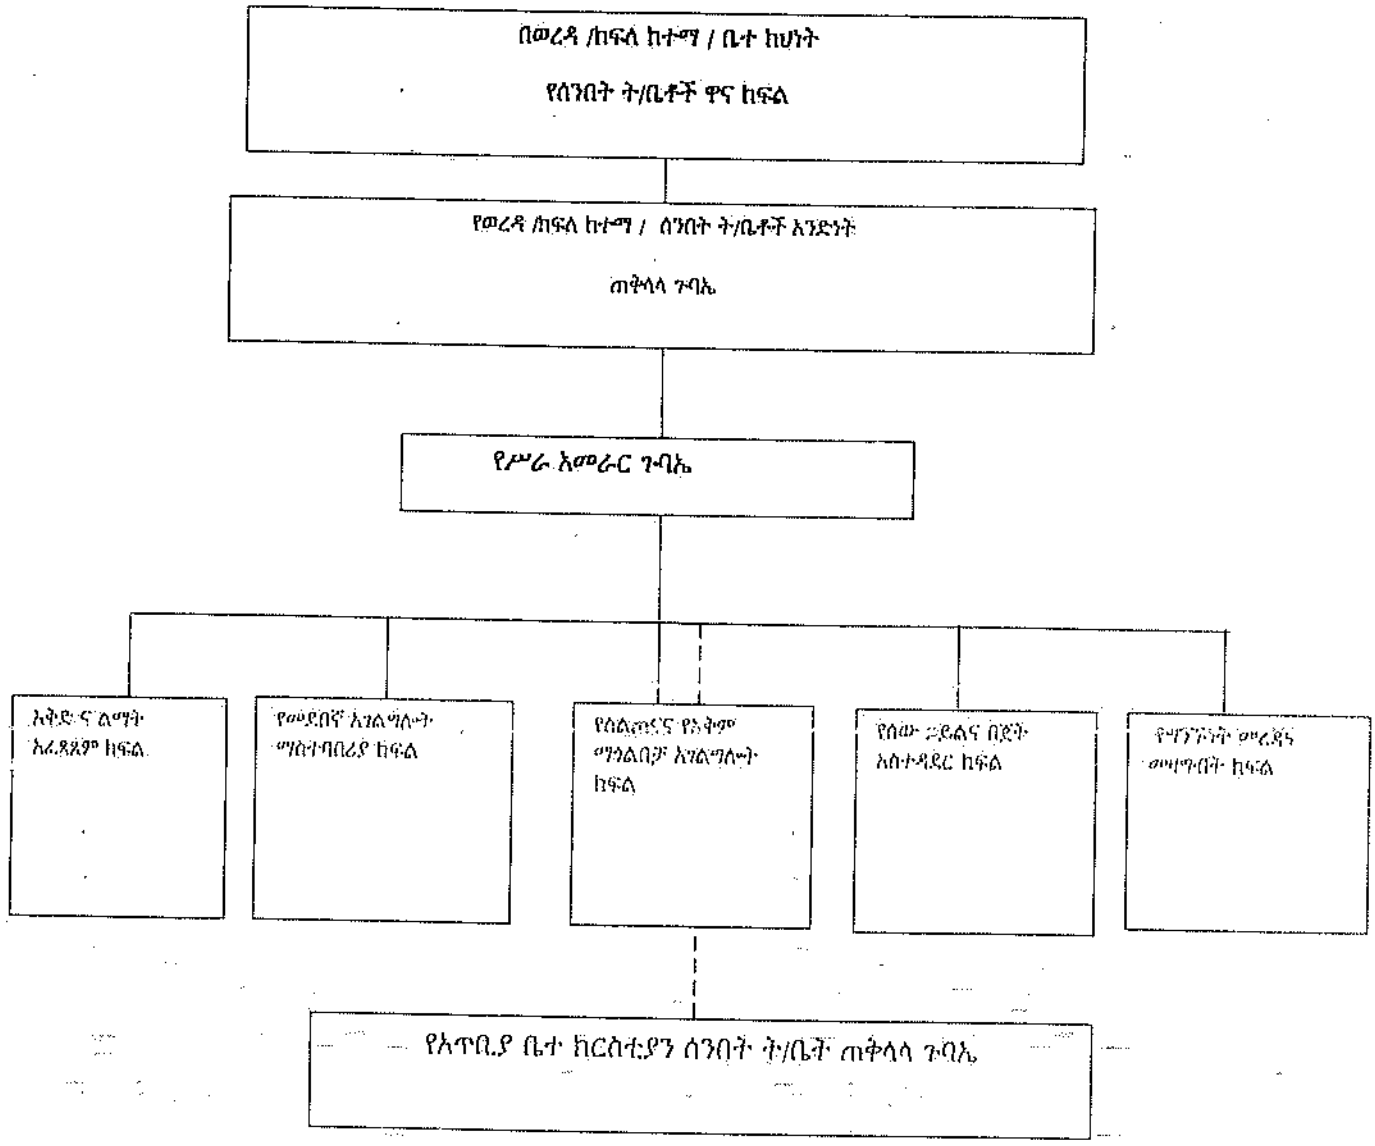 በወረዳ /ክፍለ ከተማ / ቤተ ክህነት
የሰንበት ት/ቤቶች ዋና ክፍል
የወረዳ /ክፍለ ከተማ / ሰንበት ት/ቤቶች አንድነት
ጠቅላላ ጉባኤ
የሥራ አመራር ጉባኤ
እቅድ ና ልማት
አፈጻጸም ክፍል
የመደበኛ አገልግሎት
ማስተባበሪያ ክፍል
የስልጠናና የአቅም
ማጎልበቻ አገልግሎት
ክፍል
የሰው ኃይልና በጀት
አስተዳደር ክፍል
የግንኙነት መረጃና
መዛግብት ክፍል
የአጥቢያ ቤተ ክርስቲያን ሰንበት ት/ቤት ጠቅላላ ጉባኤ